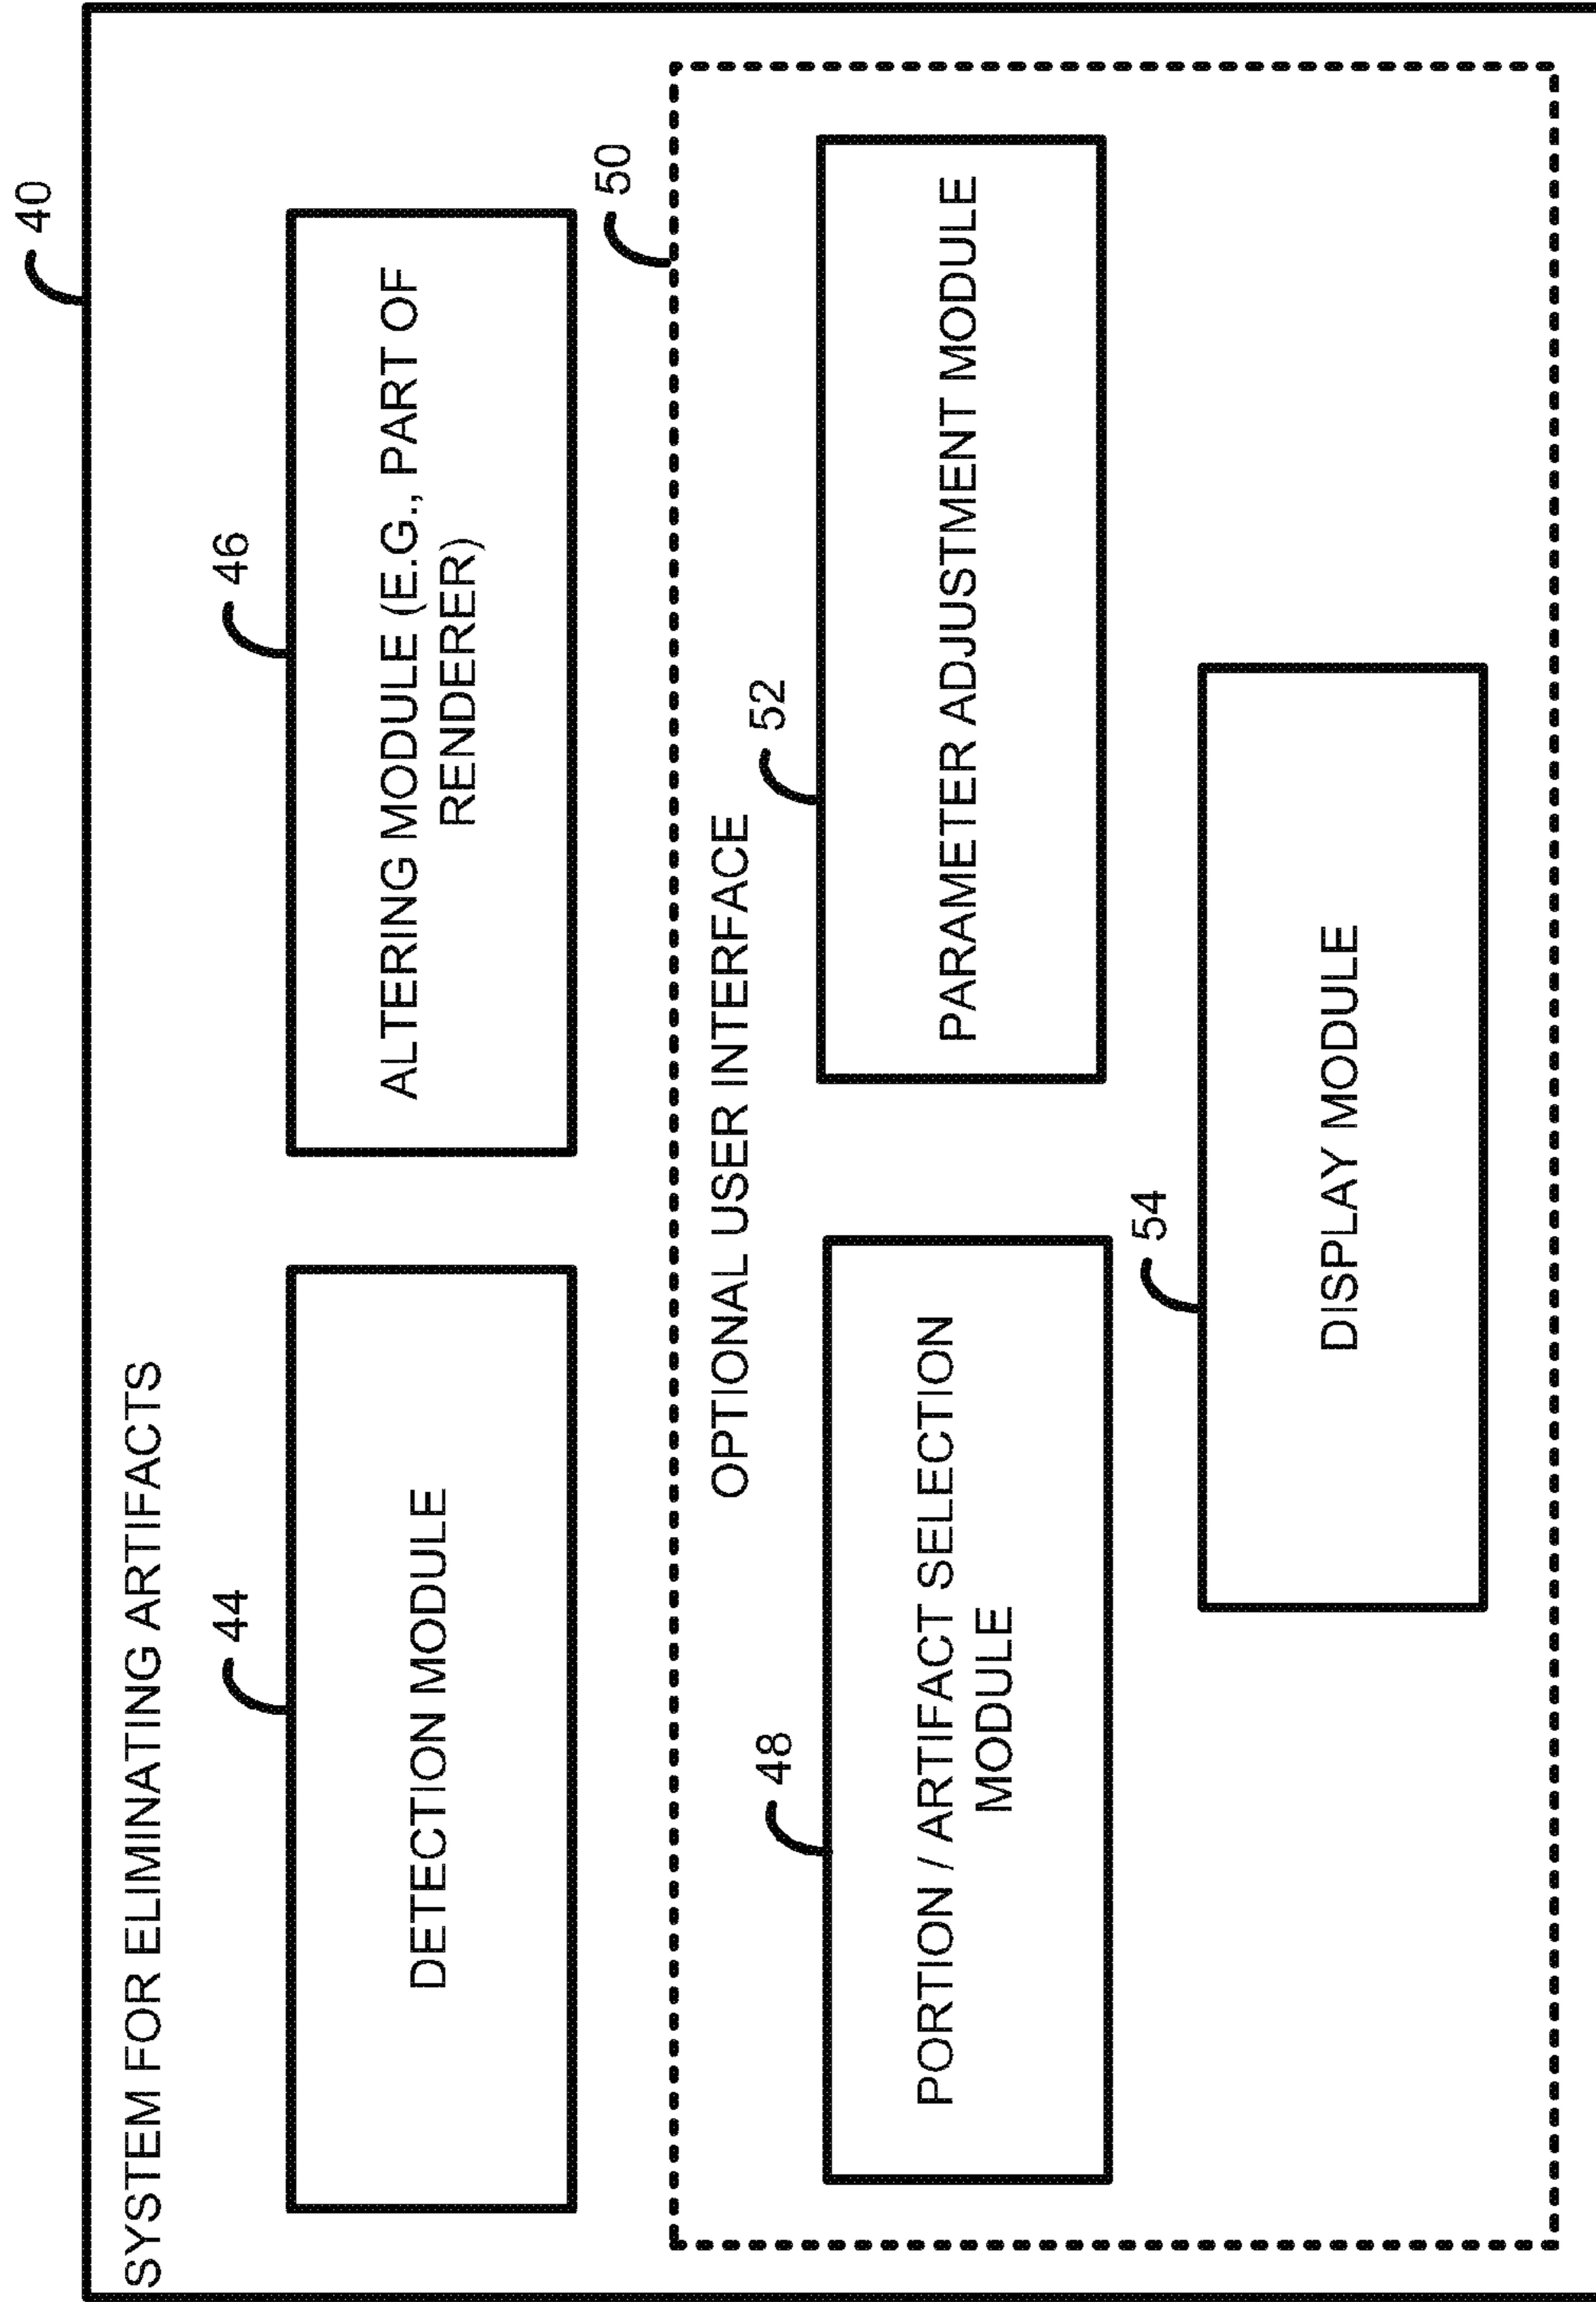 40
SYSTEM FOR ELIMINATING ARTIFACTS
44
DETECTION MODULE
46
ALTERING MODULE (E.G., PART OF
RENDERER)
50
OPTIONAL USER INTERFACE
48
PORTION / ARTIFACT SELECTION
MODULE
52
PARAMETER ADJUSTMENT MODULE
54
DISPLAY MODULE